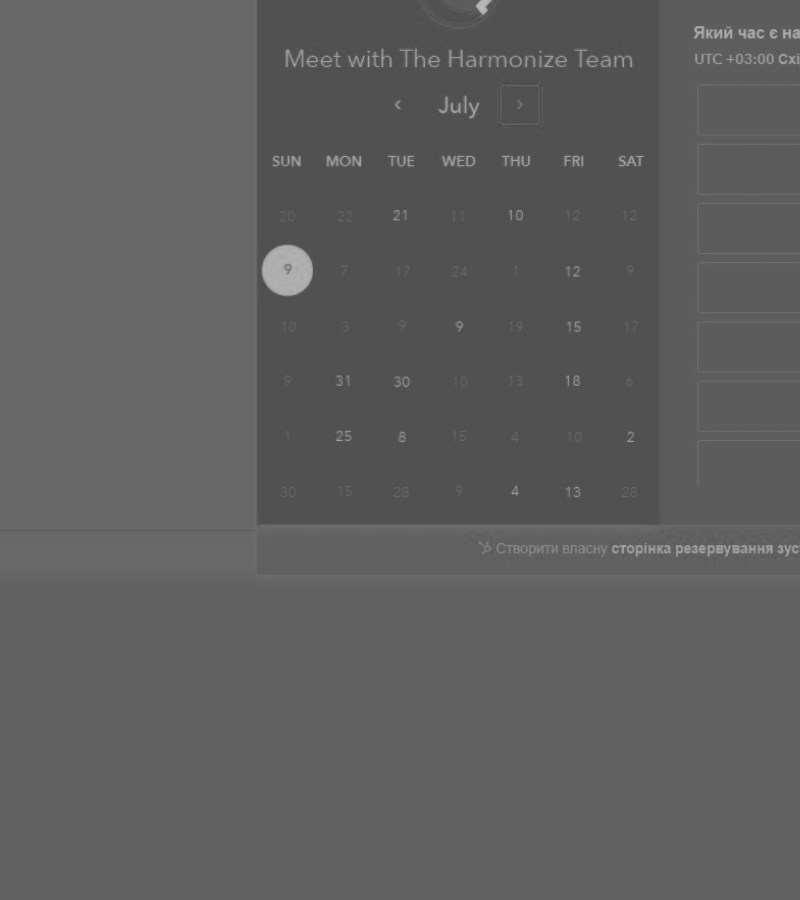 Meet with The Harmonize Team
July
SUN MON TUE WED THU FRI SAT
20 22 21 11 10 12 12
9 7 17 24 1 12 9
10 3 9 9 19 15 17
9 31 30 10 13 18 6
1 25 8 15 4 10 2
30 15 28 9 4 13 28
Який час є на
UTC +03:00 Схі
Створити власну сторінка резервування зус